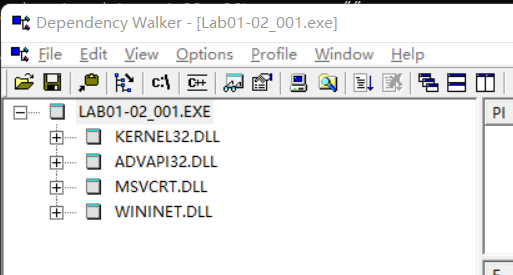 Dependency Walker - [Lab01-02_001.exe]
File Edit View Options Profile Window Help
c:\ C++
LAB01-02_001.EXE
PI
KERNEL32.DLL
ADVAPI32.DLL
MSVCRT.DLL
WININET.DLL